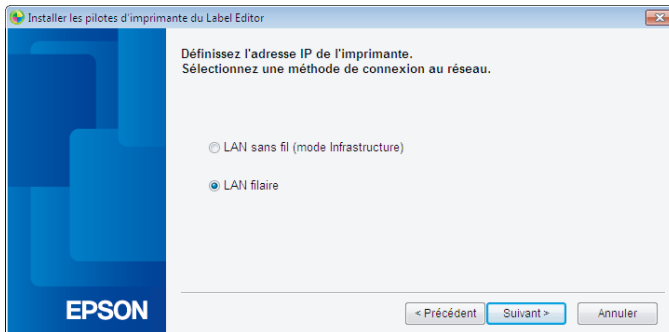 Installer les pilotes d'imprimante du Label Editor
Définissez l'adresse IP de l'imprimante.
Sélectionnez une méthode de connexion au réseau.
LAN sans fil (mode Infrastructure)
LAN filaire
EPSON
< Précédent
Suivant >
Annuler